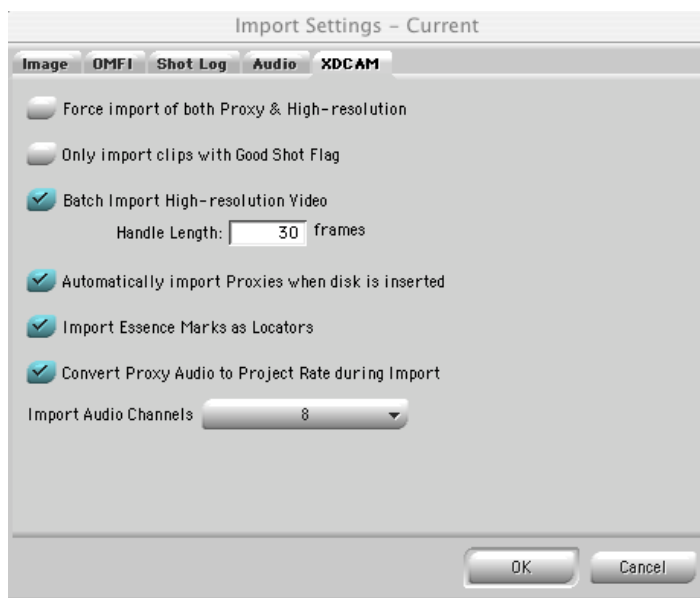 Import Settings – Current
Image OMFI Shot Log Audio XDCAM
Force import of both Proxy & High-resolution
Only import clips with Good Shot Flag
Batch Import High-resolution Video
Handle Length: 30 frames
Automatically import Proxies when disk is inserted
Import Essence Marks as Locators
Convert Proxy Audio to Project Rate during Import
Import Audio Channels 8
OK Cancel